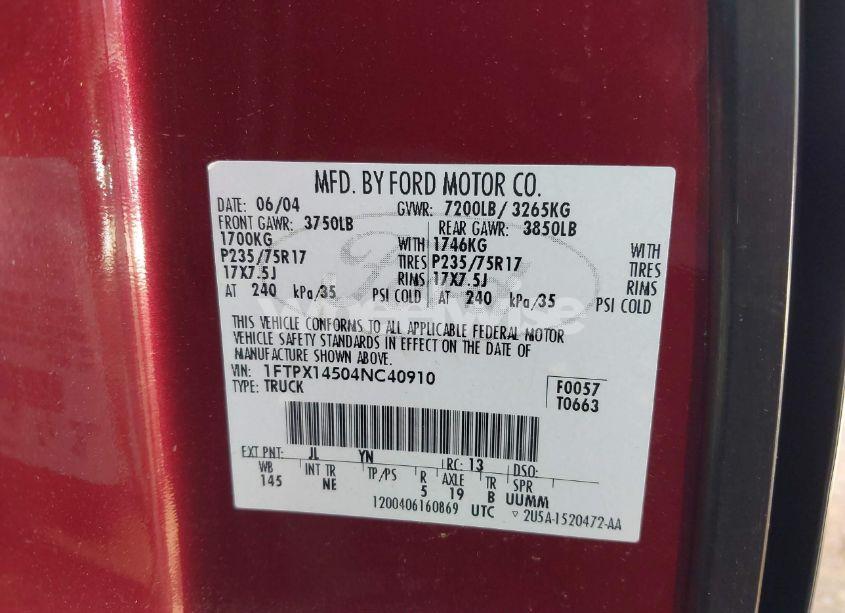 MFD. BY FORD MOTOR CO.
DATE: 06/04 GVWR: 7200LB/ 3265KG
FRONT GAWR: 3750LB REAR GAWR: 3850LB
1700KG WITH 1746KG WITH
P235/75R17 TIRES P235/75R17 TIRES
17X7.5J RIMS 17X7.5J RIMS
AT 240 kPa/35 PSI COLD AT 240 kPa/35 PSI COLD
THIS VEHICLE CONFORMS TO ALL APPLICABLE FEDERAL MOTOR
VEHICLE SAFETY STANDARDS IN EFFECT ON THE DATE OF
MANUFACTURE SHOWN ABOVE.
VIN: 1FTPX14504NC40910
TYPE: TRUCK
F0057
T0663
EXT PNT: JL YN RC: 13 DSO:
WB INT TR TP/PS R AXLE TR SPR
145 NE 5 19 B UUMM
1200406160869 UTC ▽ 2U5A-1520472-AA
Wheelwise